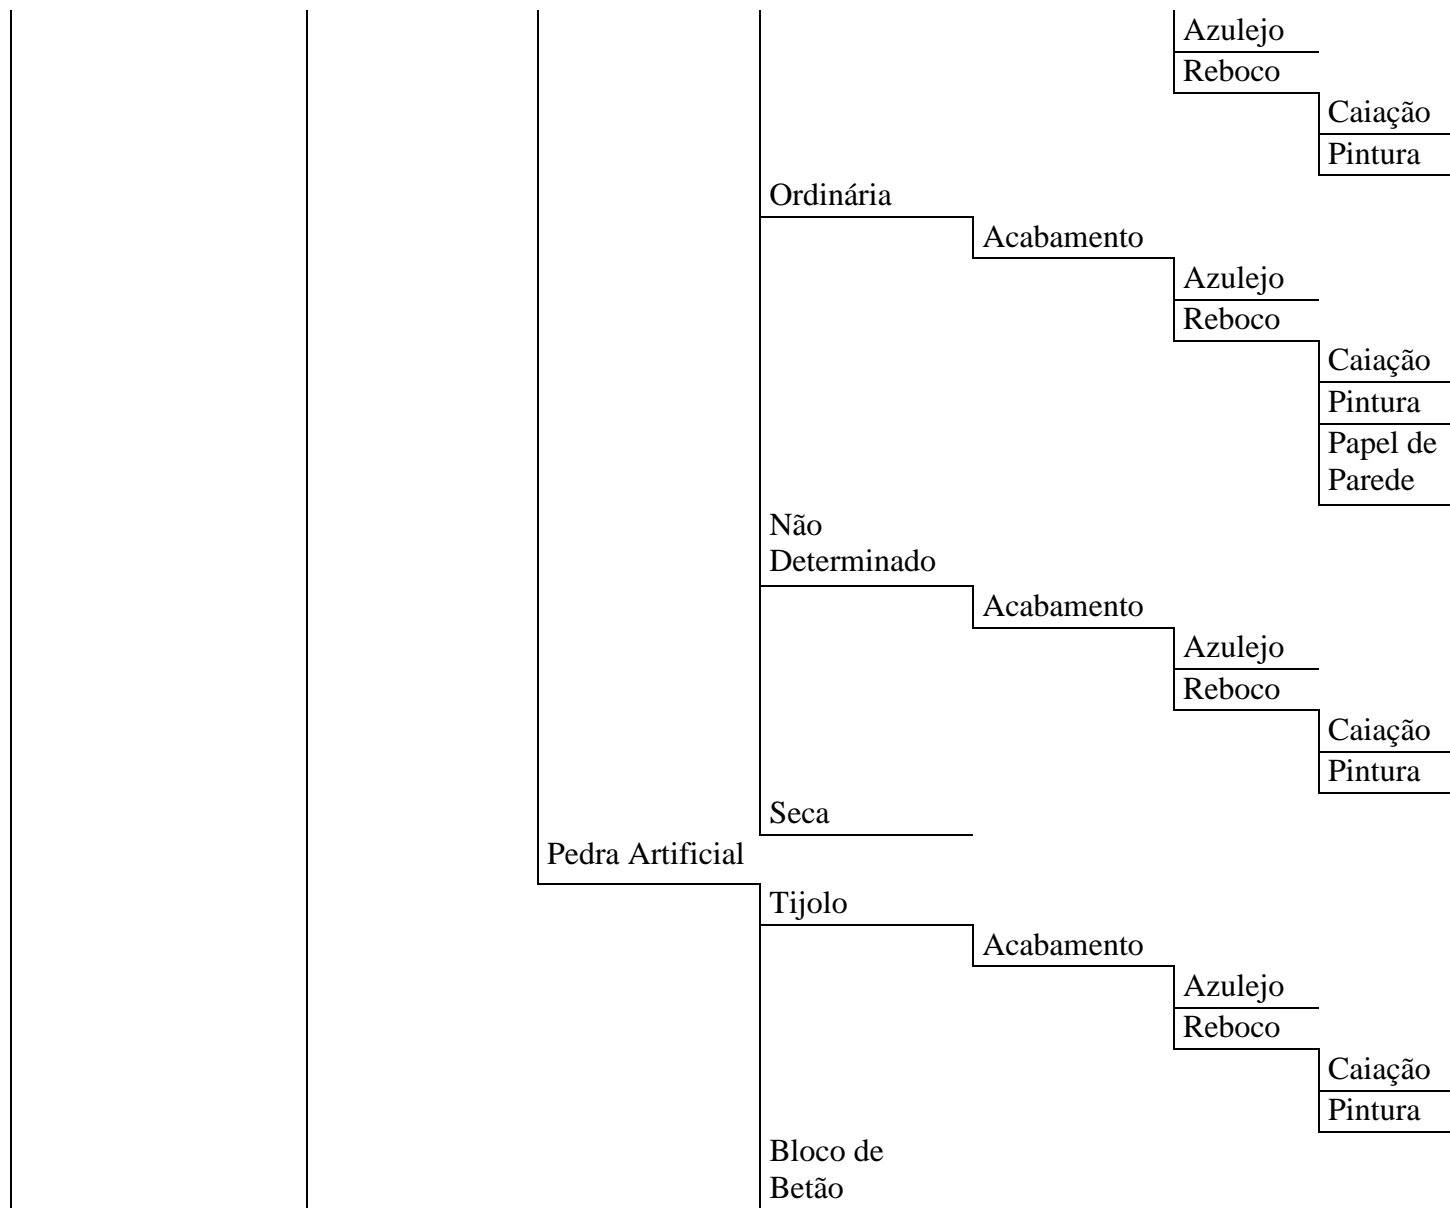 Azulejo
Reboco
Caiação
Pintura
Ordinária
Acabamento
Azulejo
Reboco
Caiação
Pintura
Papel de
Parede
Não
Determinado
Acabamento
Azulejo
Reboco
Caiação
Pintura
Seca
Pedra Artificial
Tijolo
Acabamento
Azulejo
Reboco
Caiação
Pintura
Bloco de
Betão